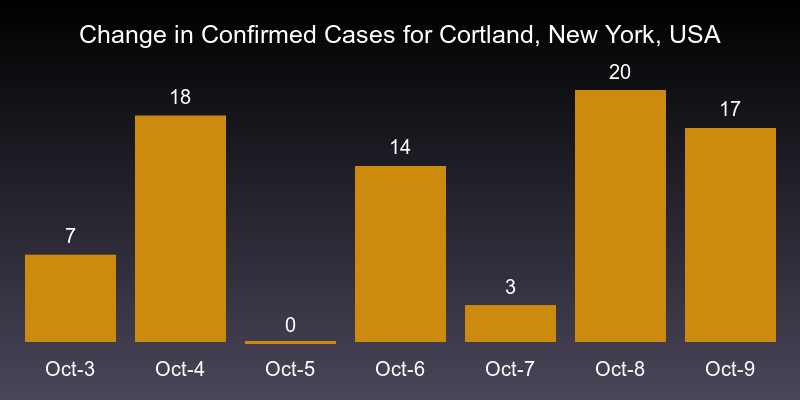 Change in Confirmed Cases for Cortland, New York, USA
7
18
0
14
3
20
17
Oct-3
Oct-4
Oct-5
Oct-6
Oct-7
Oct-8
Oct-9